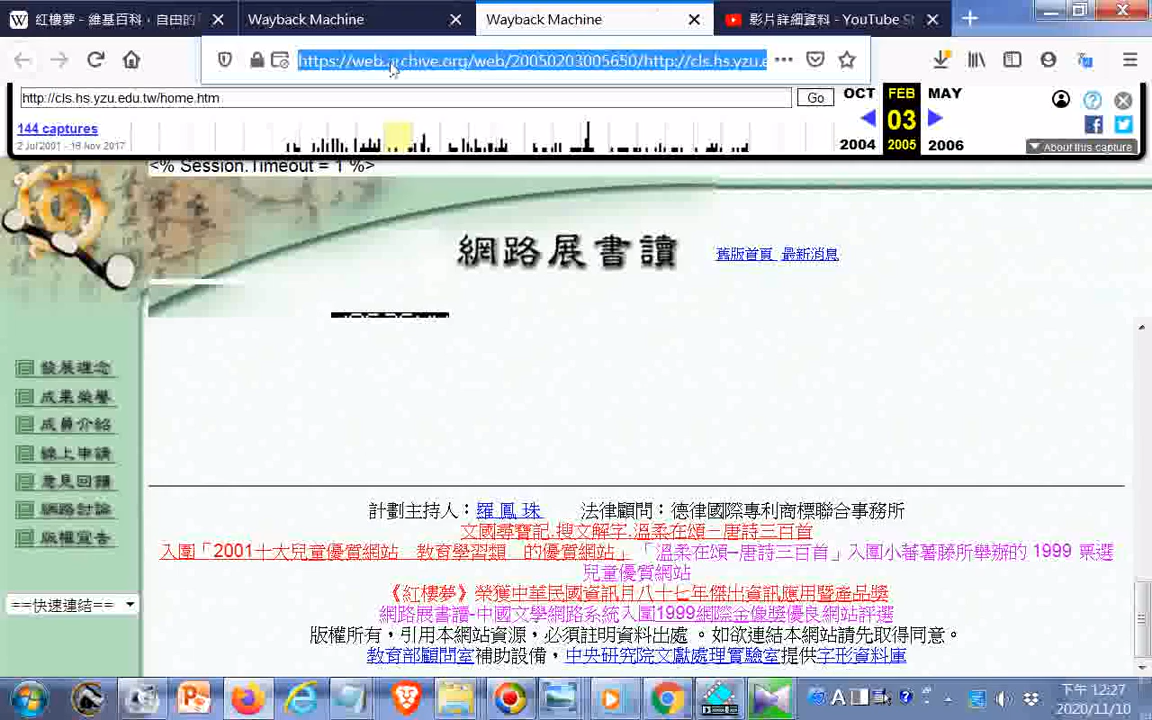 紅樓夢 - 維基百科，自由的
Wayback Machine
Wayback Machine
影片詳細資料 - YouTube St
https://web.archive.org/web/20050203005650/http://cls.hs.yzu.e
http://cls.hs.yzu.edu.tw/home.htm
Go
OCT
FEB
MAY
144 captures
03
2 Jul 2001 - 16 Nov 2017
2004
2005
2006
About this capture
<% Session.Timeout = 1 %>
網路展書讀
舊版首頁 最新消息
發展理念
成果榮譽
成員介紹
線上申請
意見回饋
網路討論
版權宣告
==快速連結==
計劃主持人：羅 鳳 珠 法律顧問：德律國際專利商標聯合事務所
文國尋寶記.搜文解字.溫柔在頌－唐詩三百首
入圍「2001十大兒童優質網站 教育學習類 的優質網站」「溫柔在頌-唐詩三百首」入圍小蕃薯藤所舉辦的 1999 票選
兒童優質網站
《紅樓夢》榮獲中華民國資訊月八十七年傑出資訊應用暨產品獎
網路展書讀-中國文學網路系統入圍1999網際金像獎優良網站評選
版權所有，引用本網站資源，必須註明資料出處 。如欲連結本網站請先取得同意。
教育部顧問室補助設備，中央研究院文獻處理實驗室提供字形資料庫
下午 12:27
2020/11/10